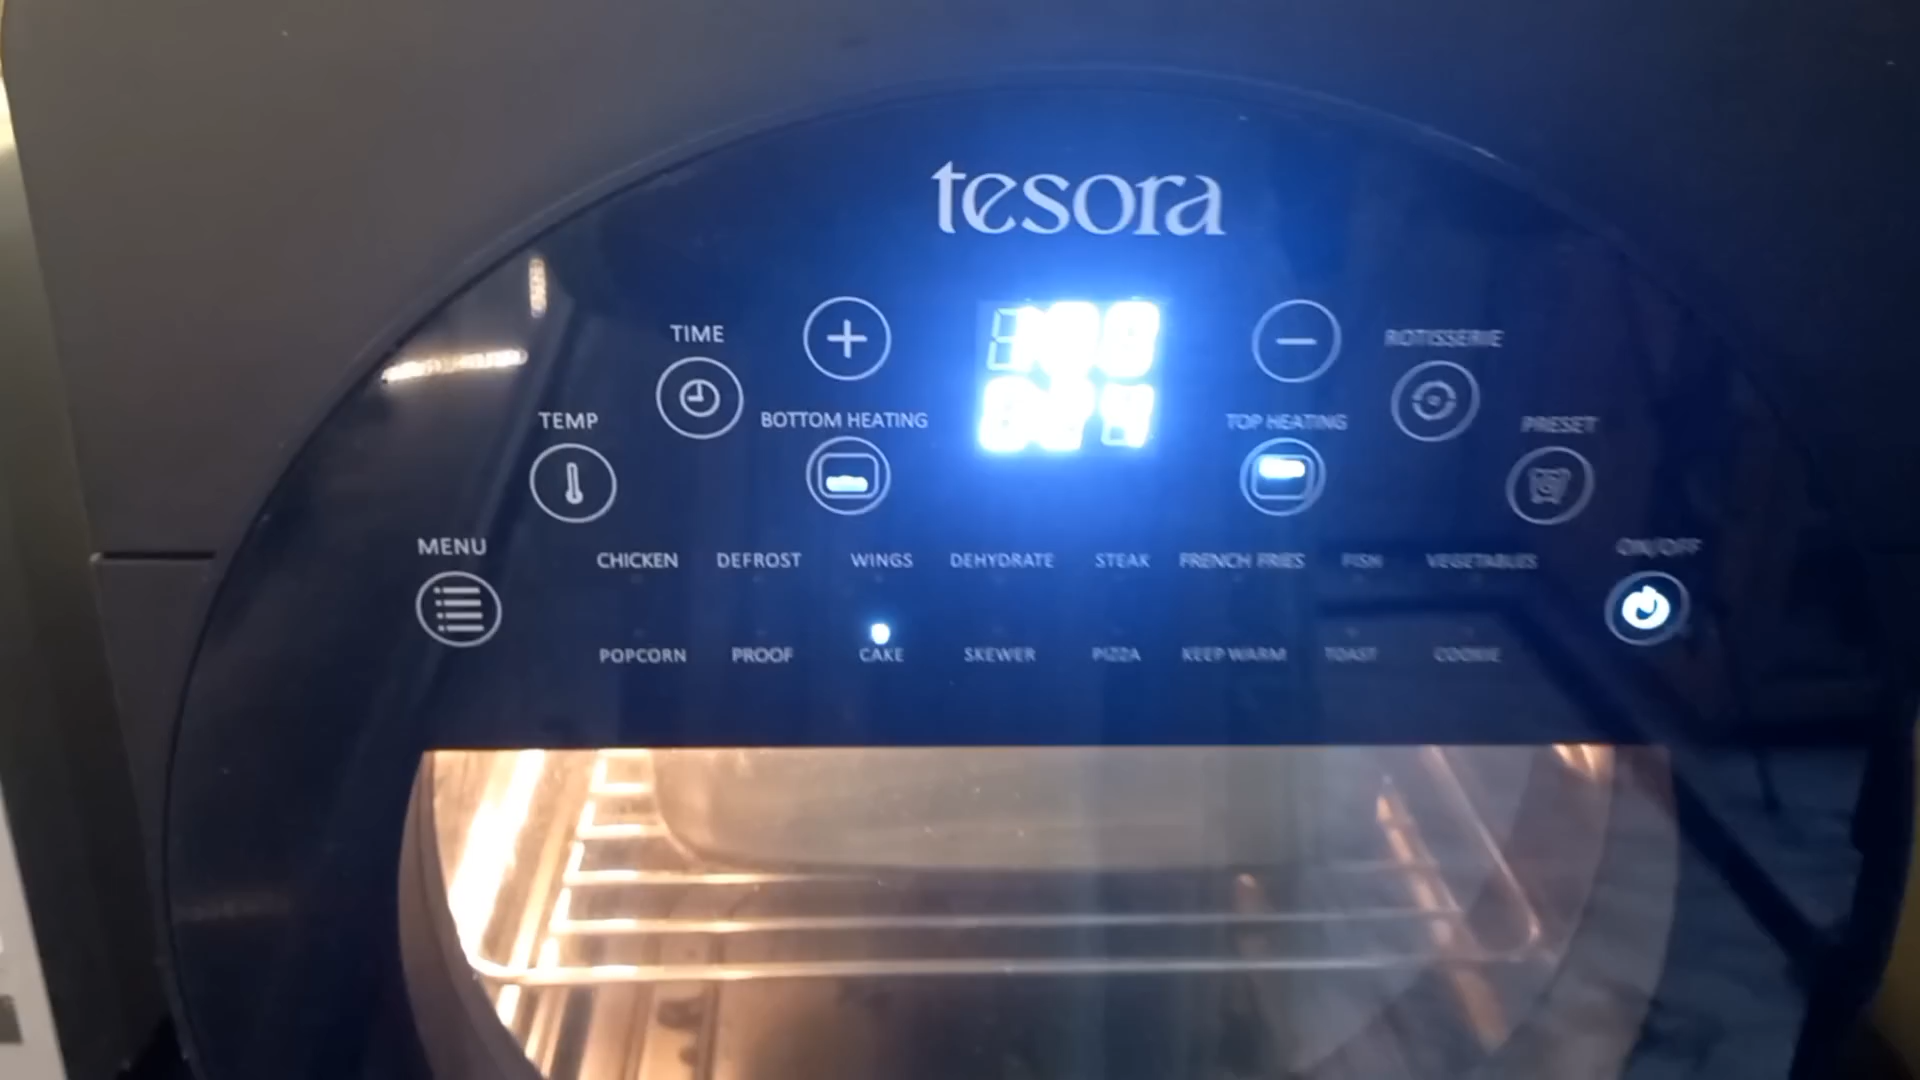 tesora
TIME
ROTISSERIE
TEMP
BOTTOM HEATING
TOP HEATING
PRESET
MENU
ON/OFF
CHICKEN DEFROST WINGS DEHYDRATE STEAK FRENCH FRIES FISH VEGETABLES
POPCORN PROOF CAKE SKEWER PIZZA KEEP WARM TOAST COOKIE